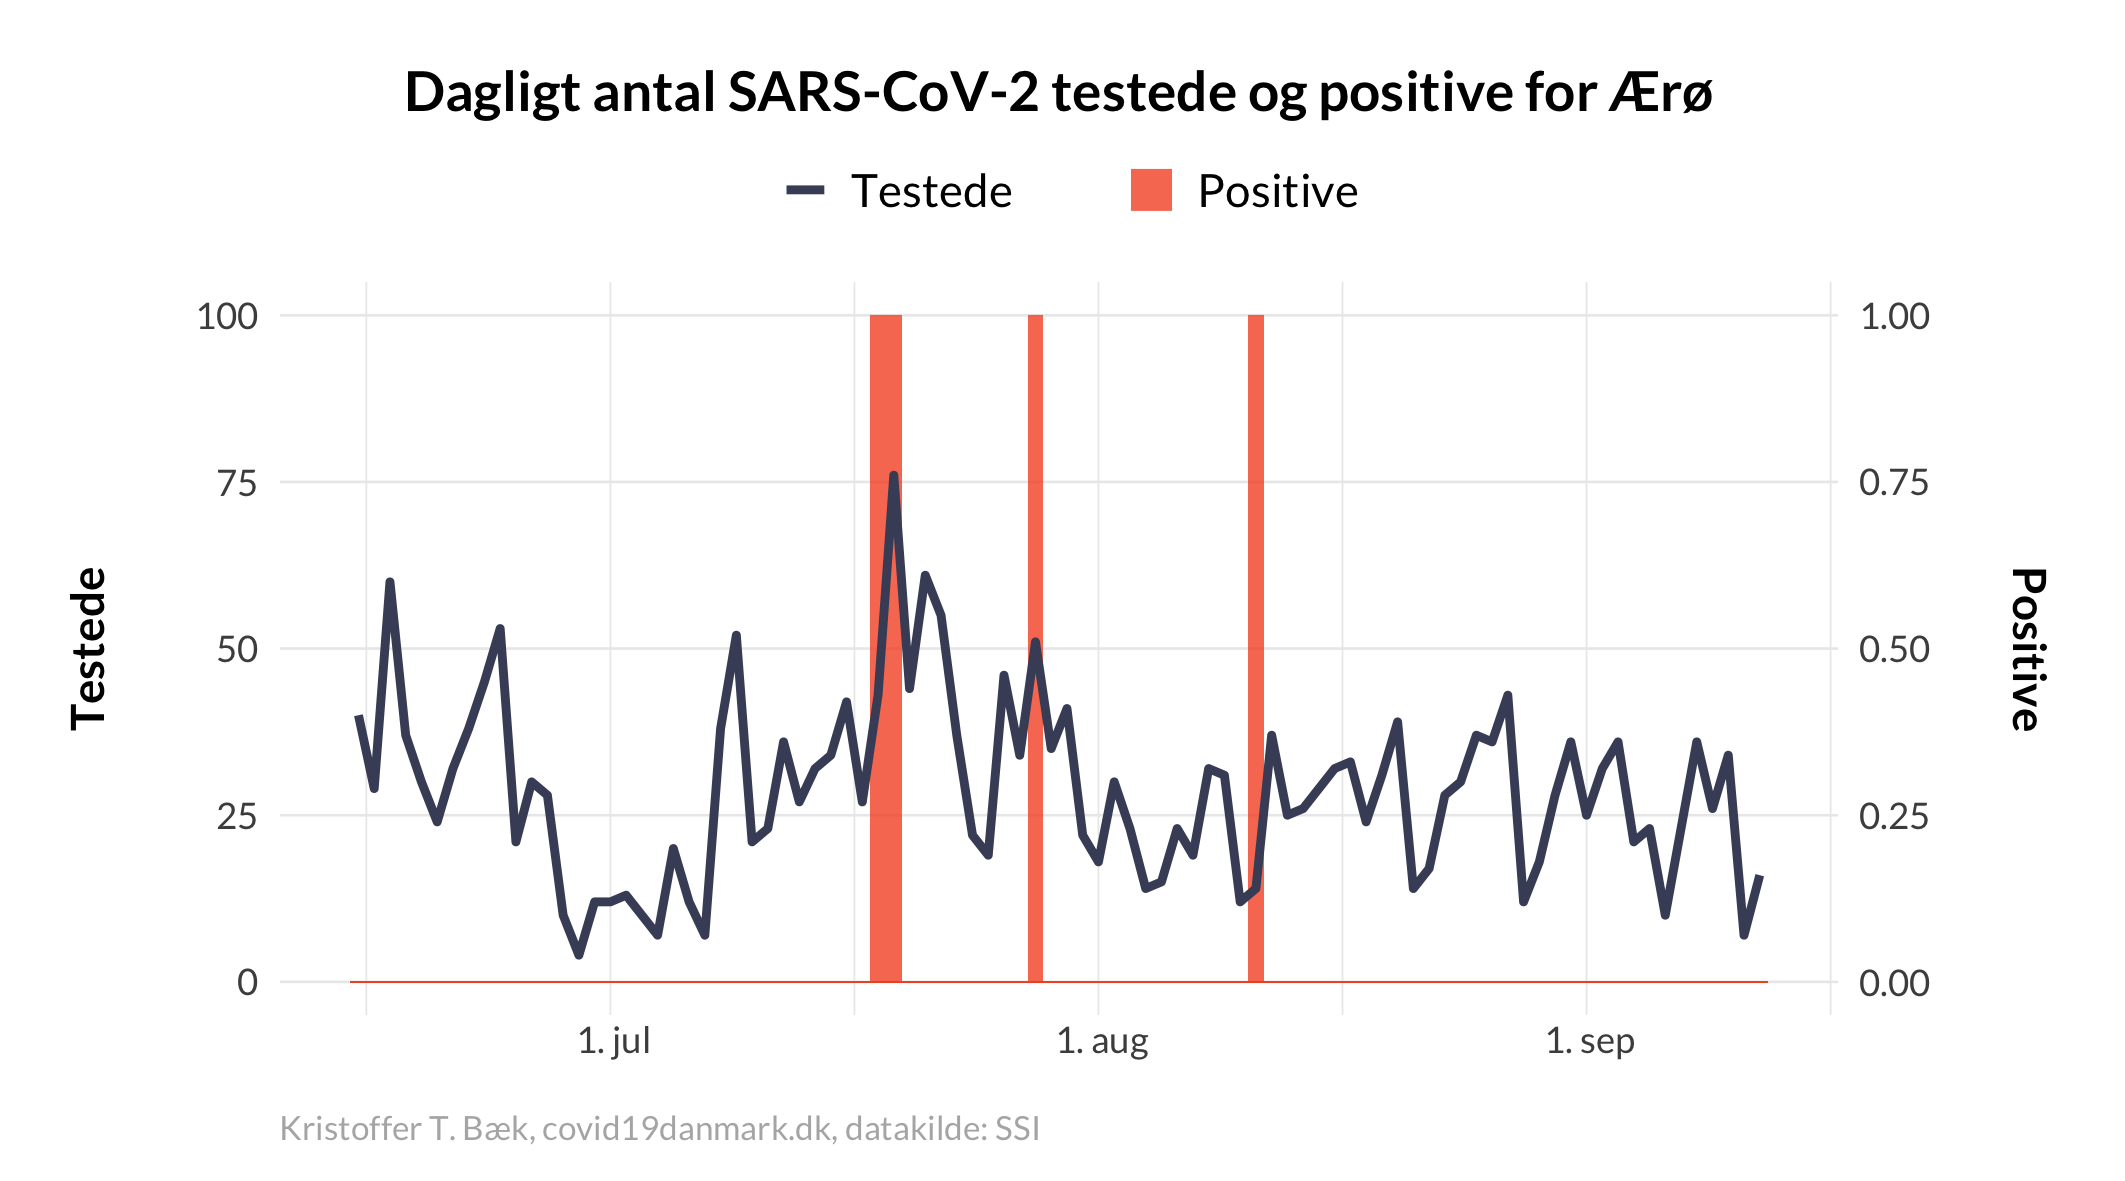 Dagligt antal SARS-CoV-2 testede og positive for Ærø
Testede Positive
100 1.00
75 0.75
50 0.50
25 0.25
0 0.00
Testede
Positive
1. jul 1. aug 1. sep
Kristoffer T. Bæk, covid19danmark.dk, datakilde: SSI